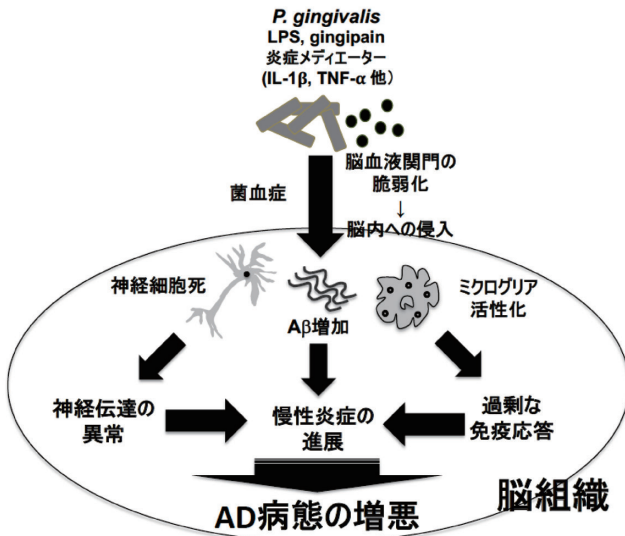 P. gingivalis
LPS, gingipain
炎症メディエーター
(IL-1β, TNF-α 他）
脳血液関門の
脆弱化
↓
脳内への侵入
菌血症
神経細胞死
Aβ増加
ミクログリア
活性化
神経伝達の
異常
慢性炎症の
進展
過剰な
免疫応答
AD病態の増悪
脳組織